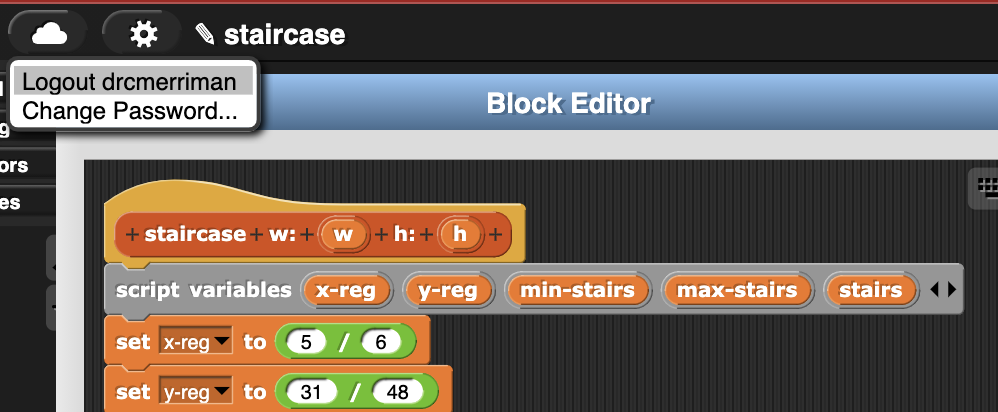 staircase
Logout drcmerriman
Change Password...
Block Editor
g
ors
es
+ staircase + w: + w + h: + h +
script variables x-reg y-reg min-stairs max-stairs stairs
set x-reg to 5 / 6
set y-reg to 31 / 48